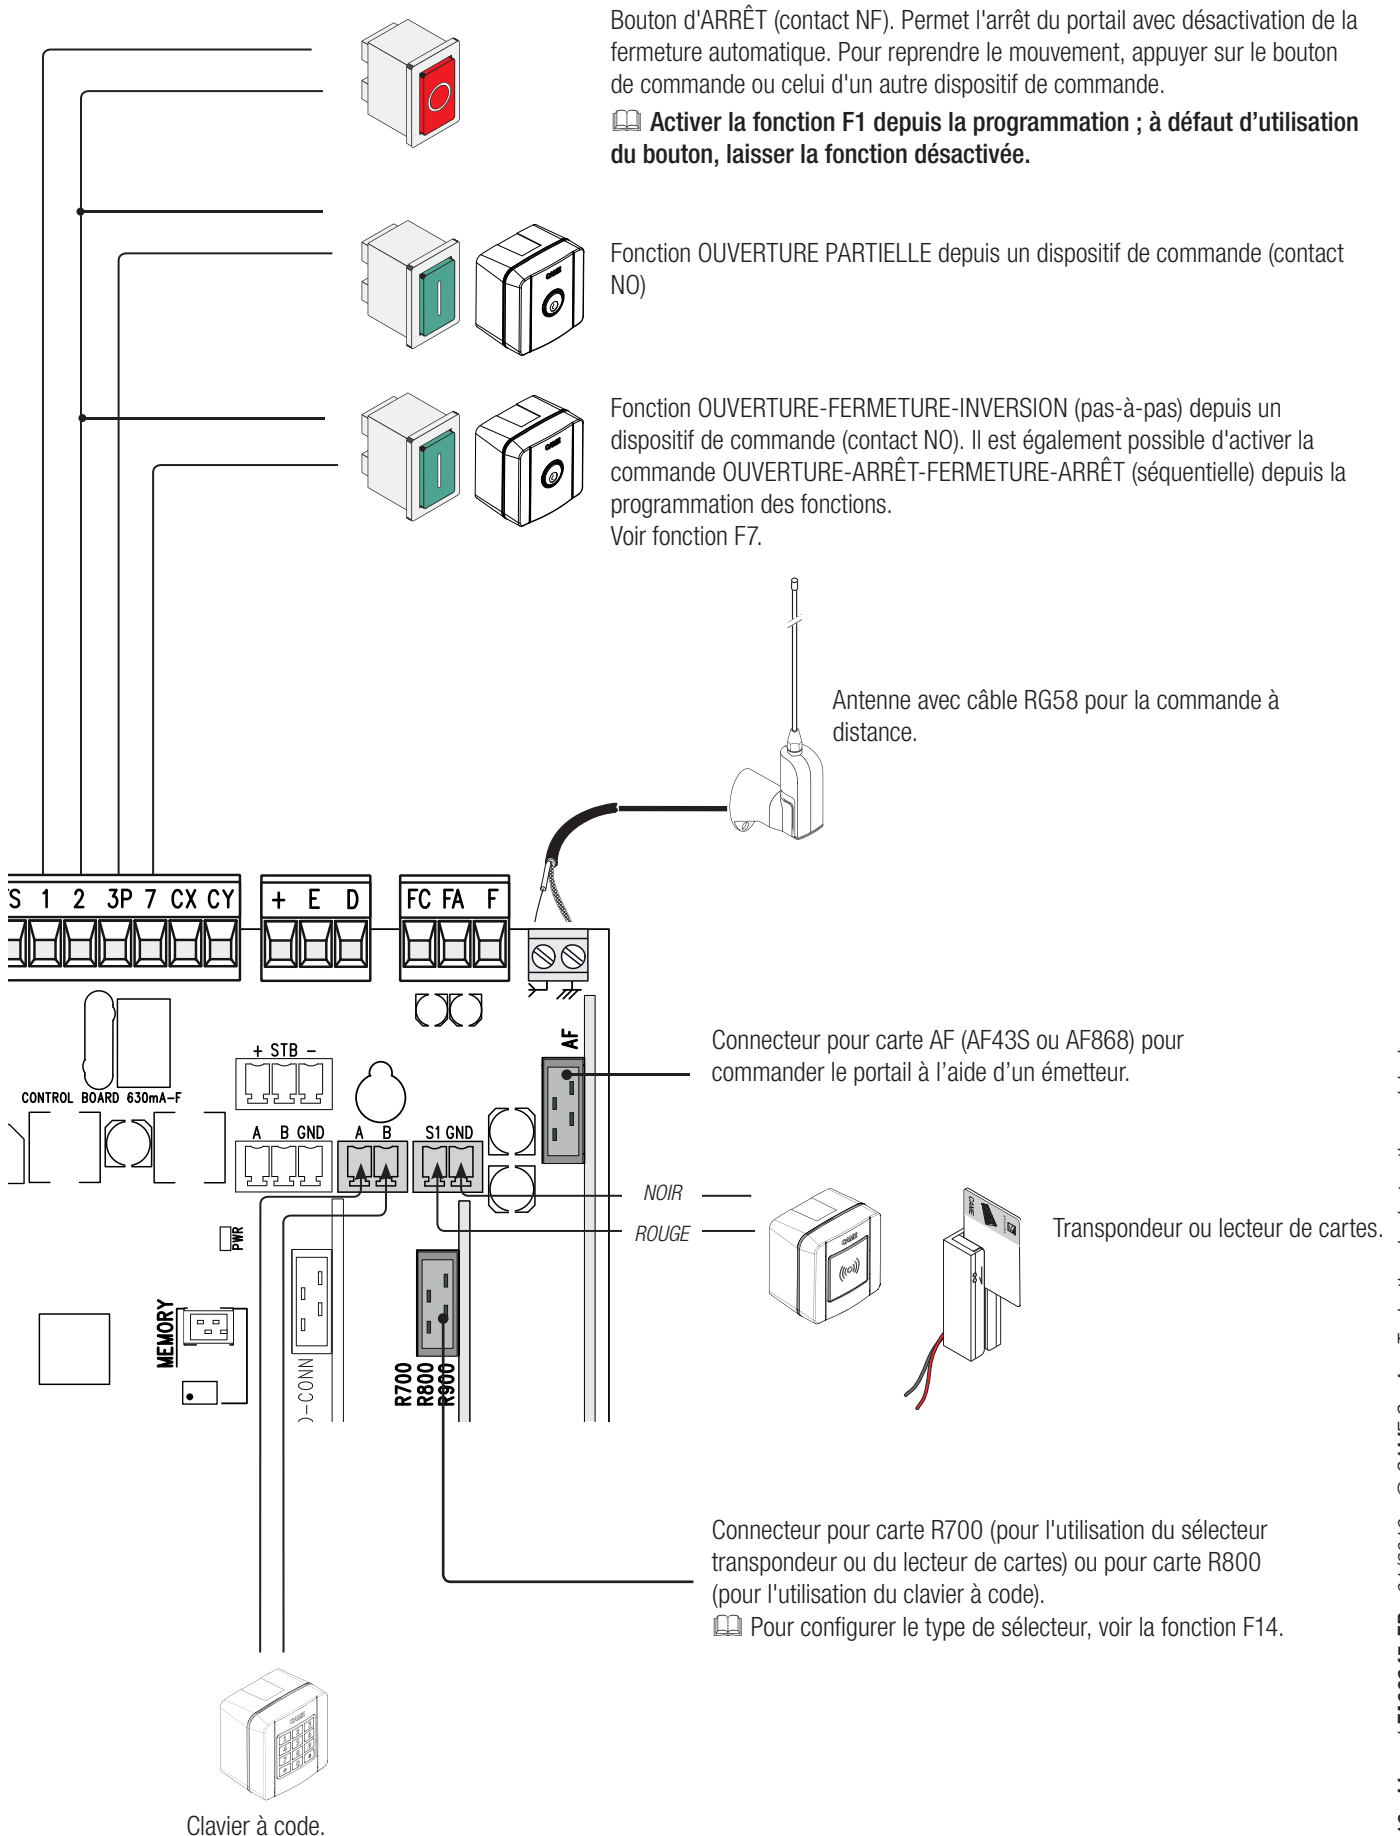 Bouton d'ARRÊT (contact NF). Permet l'arrêt du portail avec désactivation de la
fermeture automatique. Pour reprendre le mouvement, appuyer sur le bouton
de commande ou celui d'un autre dispositif de commande.
Activer la fonction F1 depuis la programmation ; à défaut d’utilisation
du bouton, laisser la fonction désactivée.
Fonction OUVERTURE PARTIELLE depuis un dispositif de commande (contact
NO)
CAME
Fonction OUVERTURE-FERMETURE-INVERSION (pas-à-pas) depuis un
dispositif de commande (contact NO). Il est également possible d'activer la
commande OUVERTURE-ARRÊT-FERMETURE-ARRÊT (séquentielle) depuis la
programmation des fonctions.
Voir fonction F7.
CAME
Antenne avec câble RG58 pour la commande à
distance.
S 1 2 3P 7 CX CY
+ E D
FC FA F
AF
Connecteur pour carte AF (AF43S ou AF868) pour
commander le portail à l’aide d’un émetteur.
+ STB -
CONTROL BOARD 630mA-F
A B GND
A B
S1 GND
NOIR
ROUGE
CAME
CAME
Transpondeur ou lecteur de cartes.
PWR
MEMORY
O-CONN
R700
R800
R900
Connecteur pour carte R700 (pour l'utilisation du sélecteur
transpondeur ou du lecteur de cartes) ou pour carte R800
(pour l'utilisation du clavier à code).
Pour configurer le type de sélecteur, voir la fonction F14.
CAME
Clavier à code.